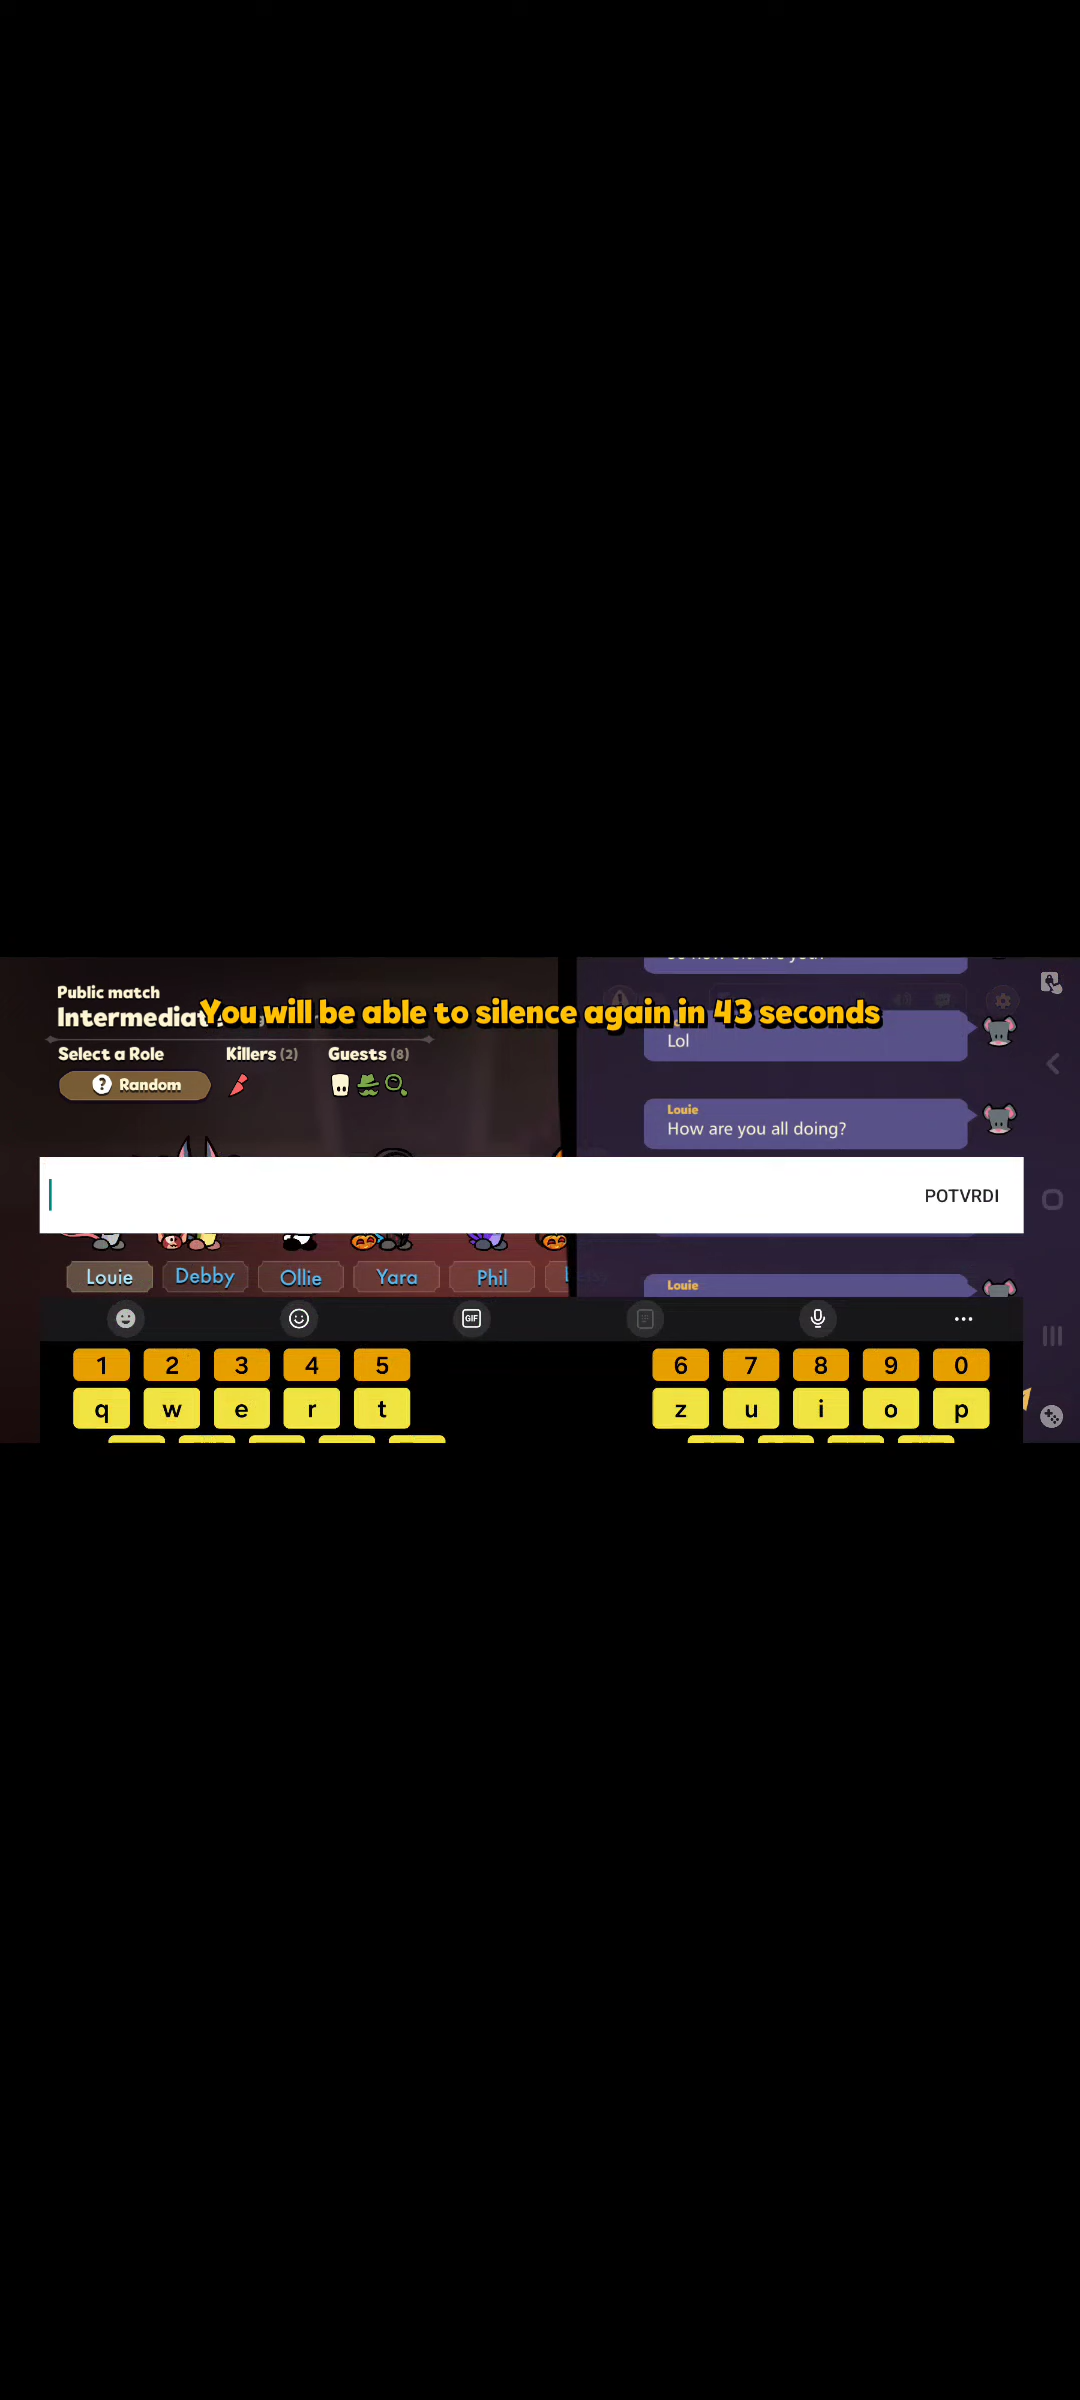 Public match
Intermediate
You will be able to silence again in 43 seconds
Select a Role
Killers (2)
Guests (8)
? Random
Lol
Louie
How are you all doing?
POTVRDI
Louie
Debby
Ollie
Yara
Phil
Louie
GIF
1 2 3 4 5 6 7 8 9 0
q w e r t z u i o p